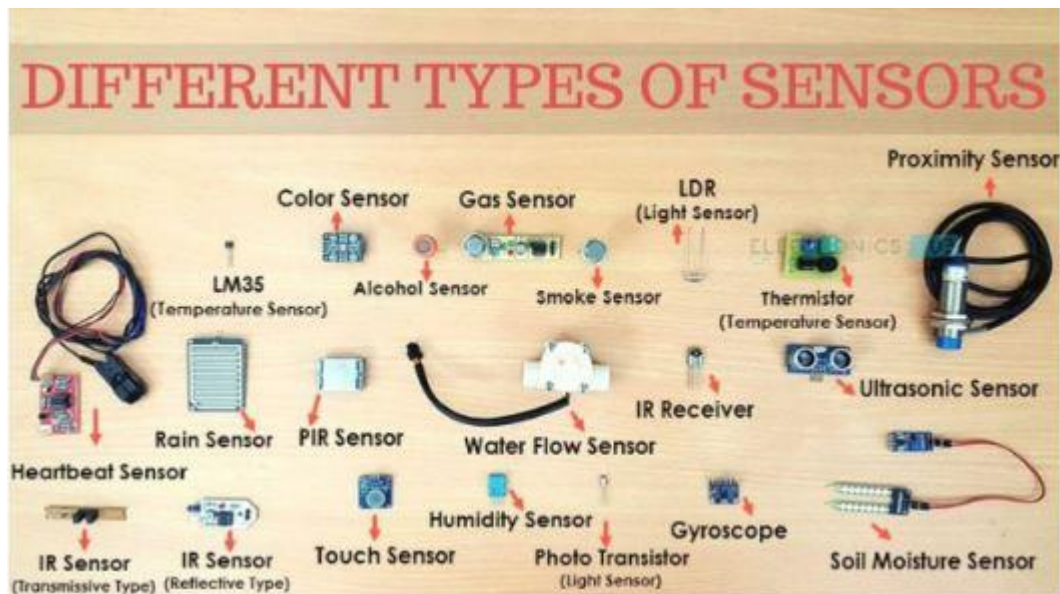 DIFFERENT TYPES OF SENSORS
Proximity Sensor
Color Sensor
Gas Sensor
LDR
(Light Sensor)
LM35
(Temperature Sensor)
Alcohol Sensor
Smoke Sensor
Thermistor
(Temperature Sensor)
Rain Sensor
PIR Sensor
Water Flow Sensor
IR Receiver
Ultrasonic Sensor
Heartbeat Sensor
IR Sensor
(Transmissive Type)
IR Sensor
(Reflective Type)
Touch Sensor
Humidity Sensor
Photo Transistor
(Light Sensor)
Gyroscope
Soil Moisture Sensor